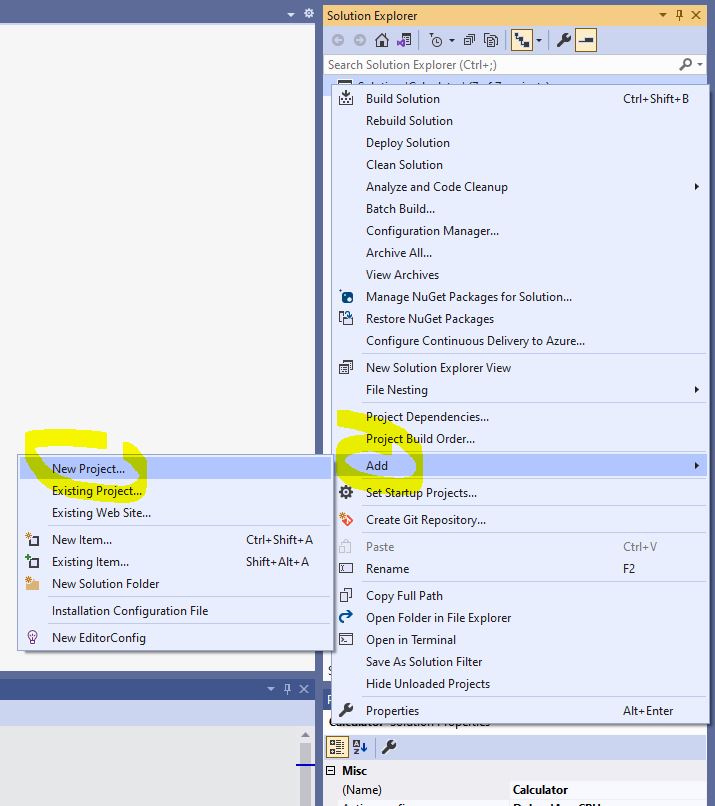 Solution Explorer
Search Solution Explorer (Ctrl+;)
Build Solution Ctrl+Shift+B
Rebuild Solution
Deploy Solution
Clean Solution
Analyze and Code Cleanup
Batch Build...
Configuration Manager...
Archive All...
View Archives
Manage NuGet Packages for Solution...
Restore NuGet Packages
Configure Continuous Delivery to Azure...
New Solution Explorer View
File Nesting
Project Dependencies...
Project Build Order...
Add
Set Startup Projects...
Create Git Repository...
Paste Ctrl+V
Rename F2
Copy Full Path
Open Folder in File Explorer
Open in Terminal
Save As Solution Filter
Hide Unloaded Projects
Properties Alt+Enter
New Project...
Existing Project...
Existing Web Site...
New Item... Ctrl+Shift+A
Existing Item... Shift+Alt+A
New Solution Folder
Installation Configuration File
New EditorConfig
Calculator Solution Properties
Misc
(Name) Calculator